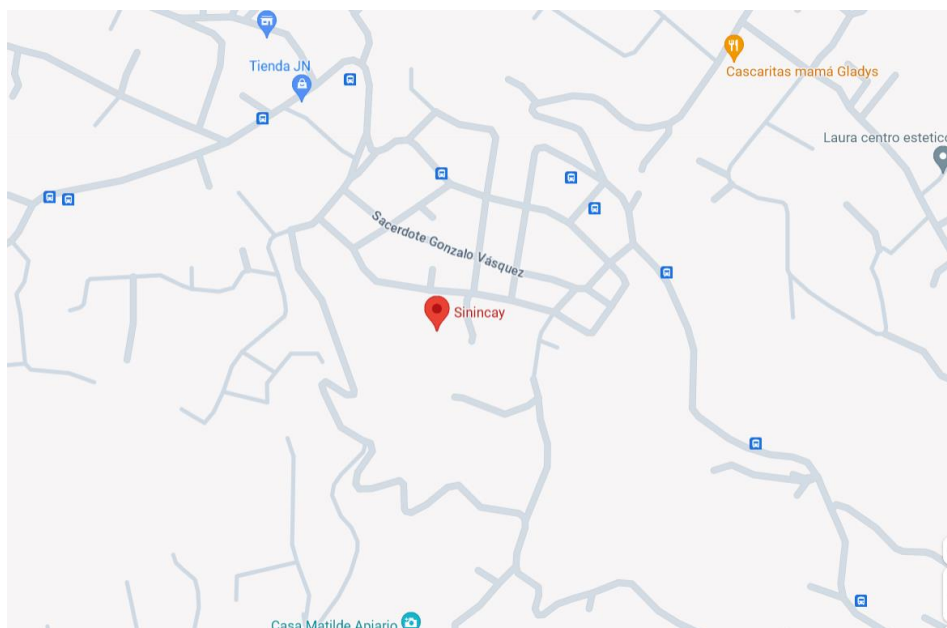 Tienda JN
Cascaritas mamá Gladys
Laura centro estetico
Sacerdote Gonzalo Vásquez
Sinincay
Casa Matilde Apiario